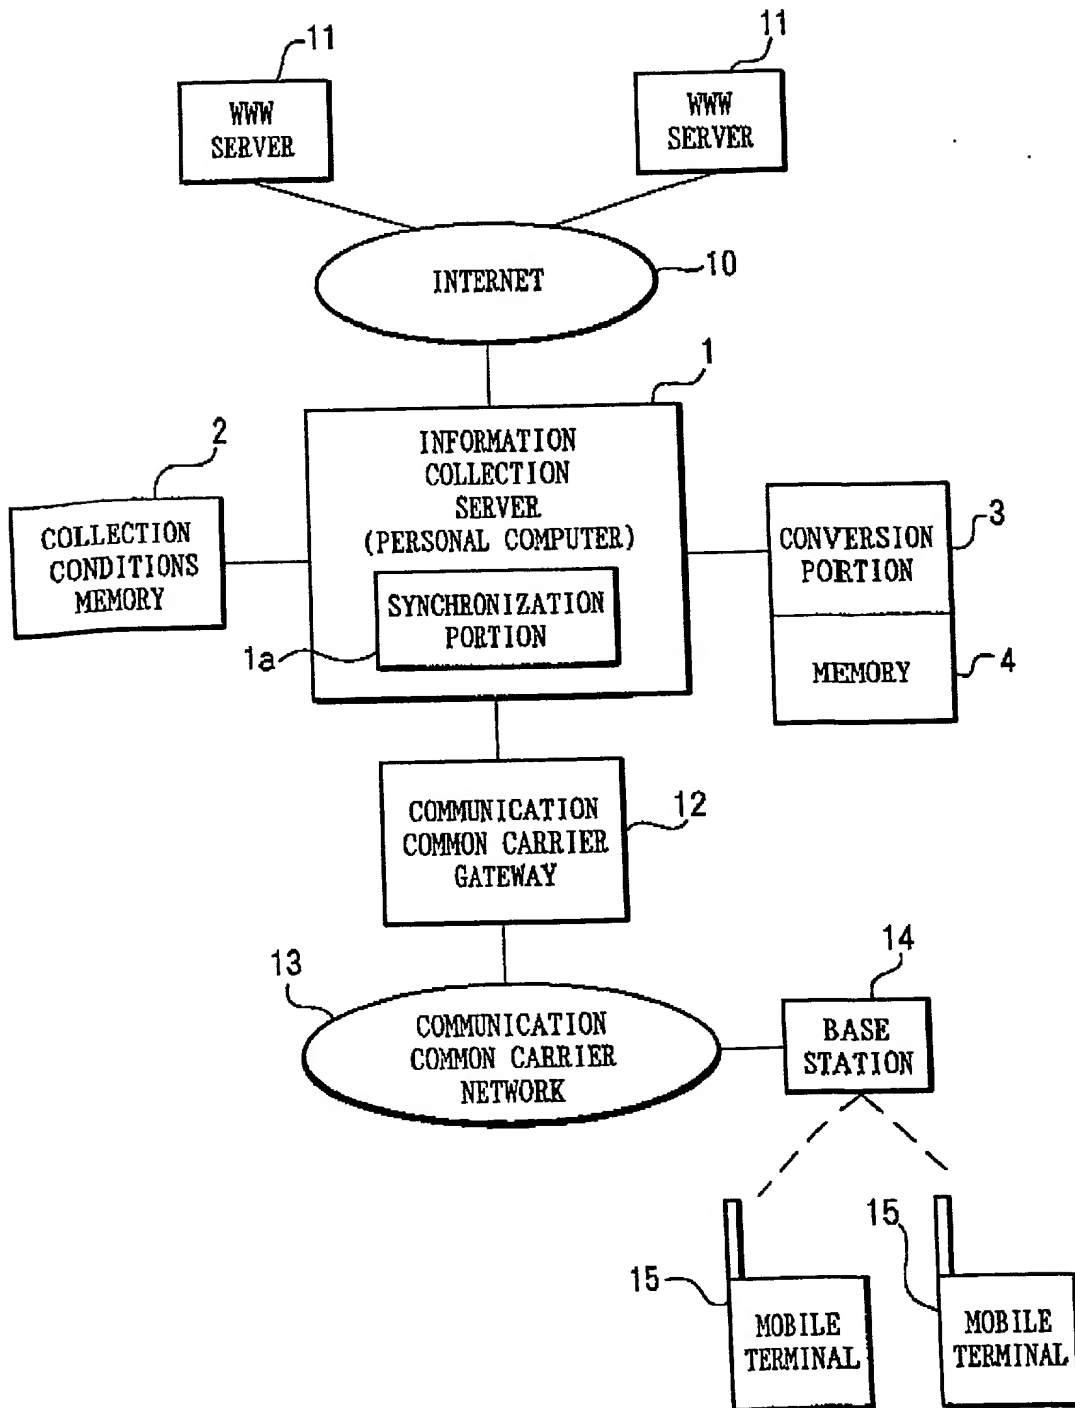 11
11
WWW
SERVER
WWW
SERVER
INTERNET
10
1
INFORMATION
COLLECTION
SERVER
(PERSONAL COMPUTER)
2
COLLECTION
CONDITIONS
MEMORY
SYNCHRONIZATION
PORTION
1a
CONVERSION
PORTION
3
MEMORY
4
COMMUNICATION
COMMON CARRIER
GATEWAY
12
13
COMMUNICATION
COMMON CARRIER
NETWORK
14
BASE
STATION
15
MOBILE
TERMINAL
15
MOBILE
TERMINAL